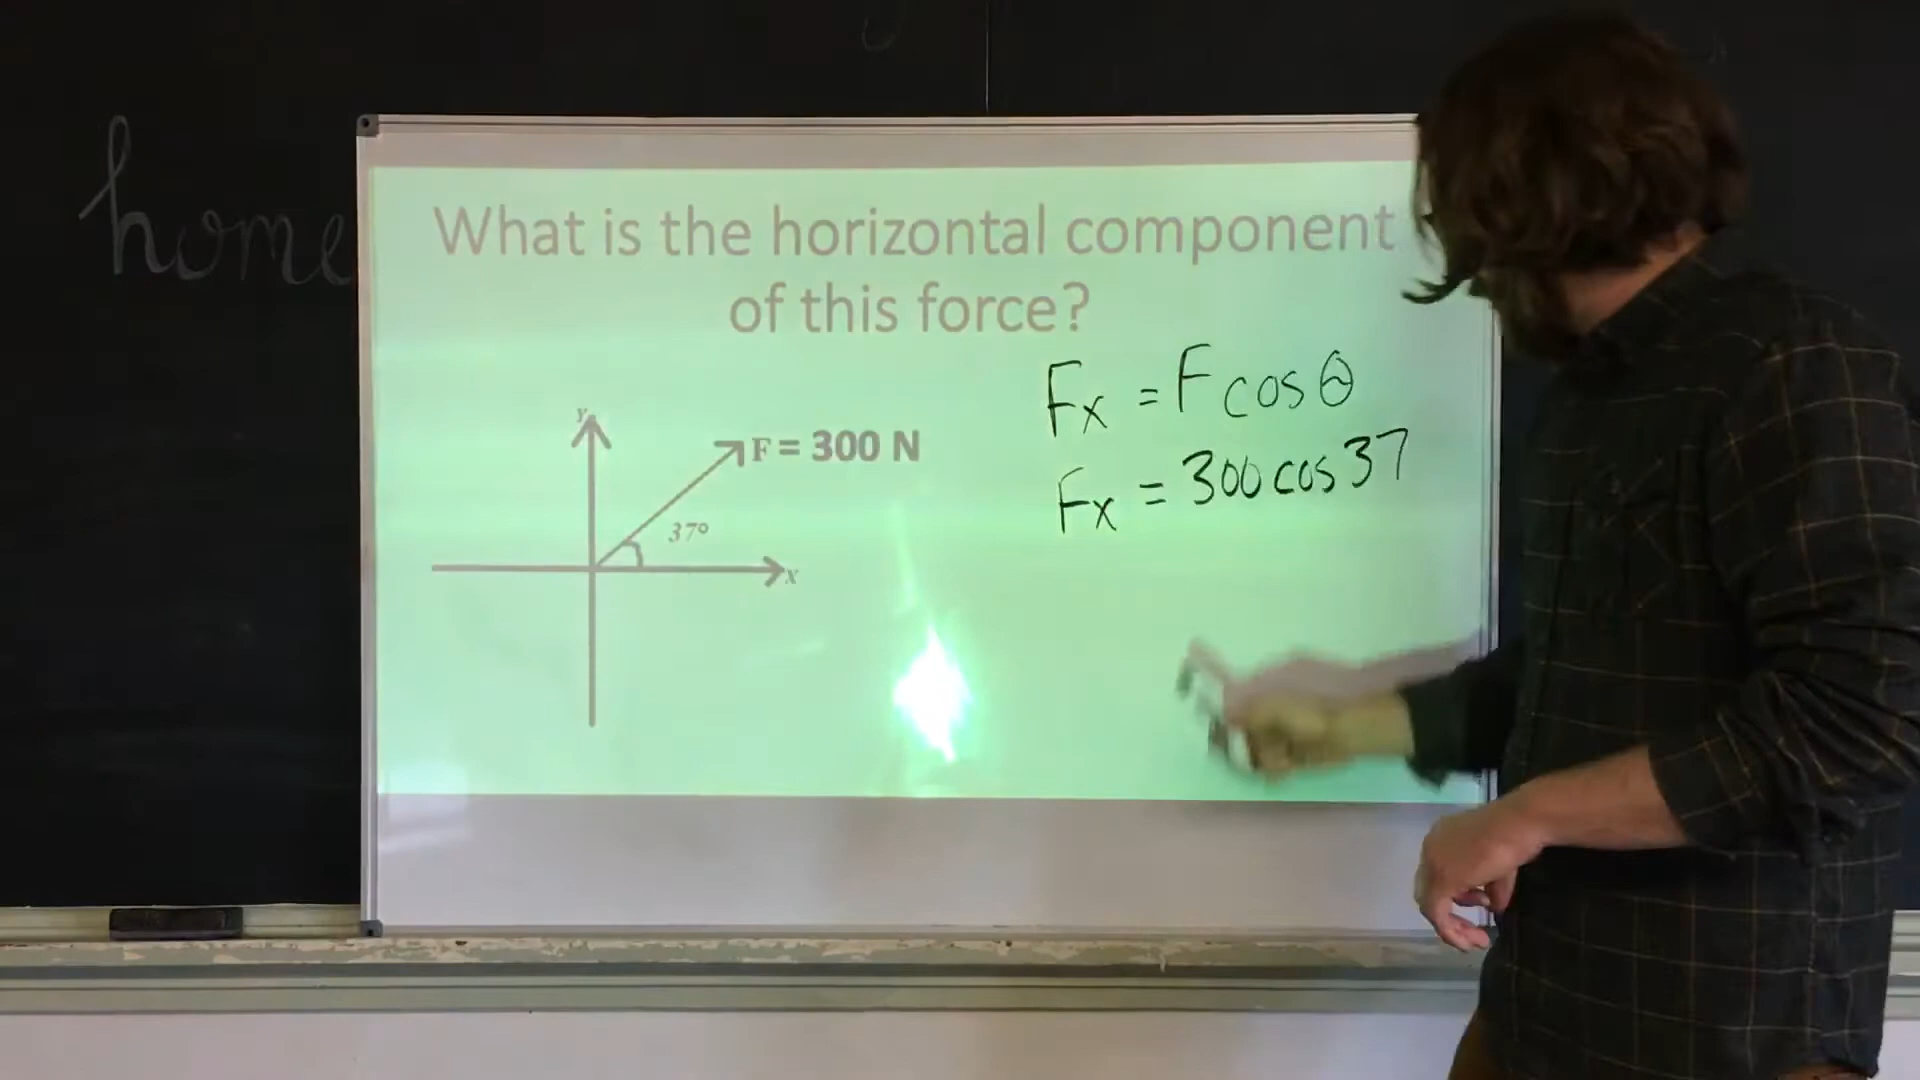 home
What is the horizontal component
of this force?
Fx = F cos θ
y
F = 300 N
Fx = 300 cos 37
37°
x